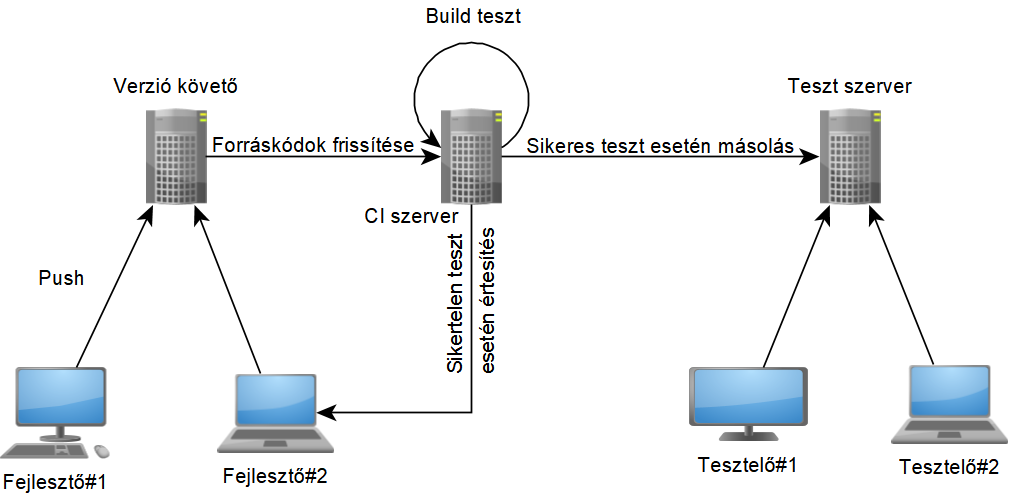 Build teszt
Verzió követő
Teszt szerver
Forráskódok frissítése
Sikeres teszt esetén másolás
CI szerver
Sikertelen teszt
esetén értesítés
Push
Fejlesztő#1
Fejlesztő#2
Tesztelő#1
Tesztelő#2